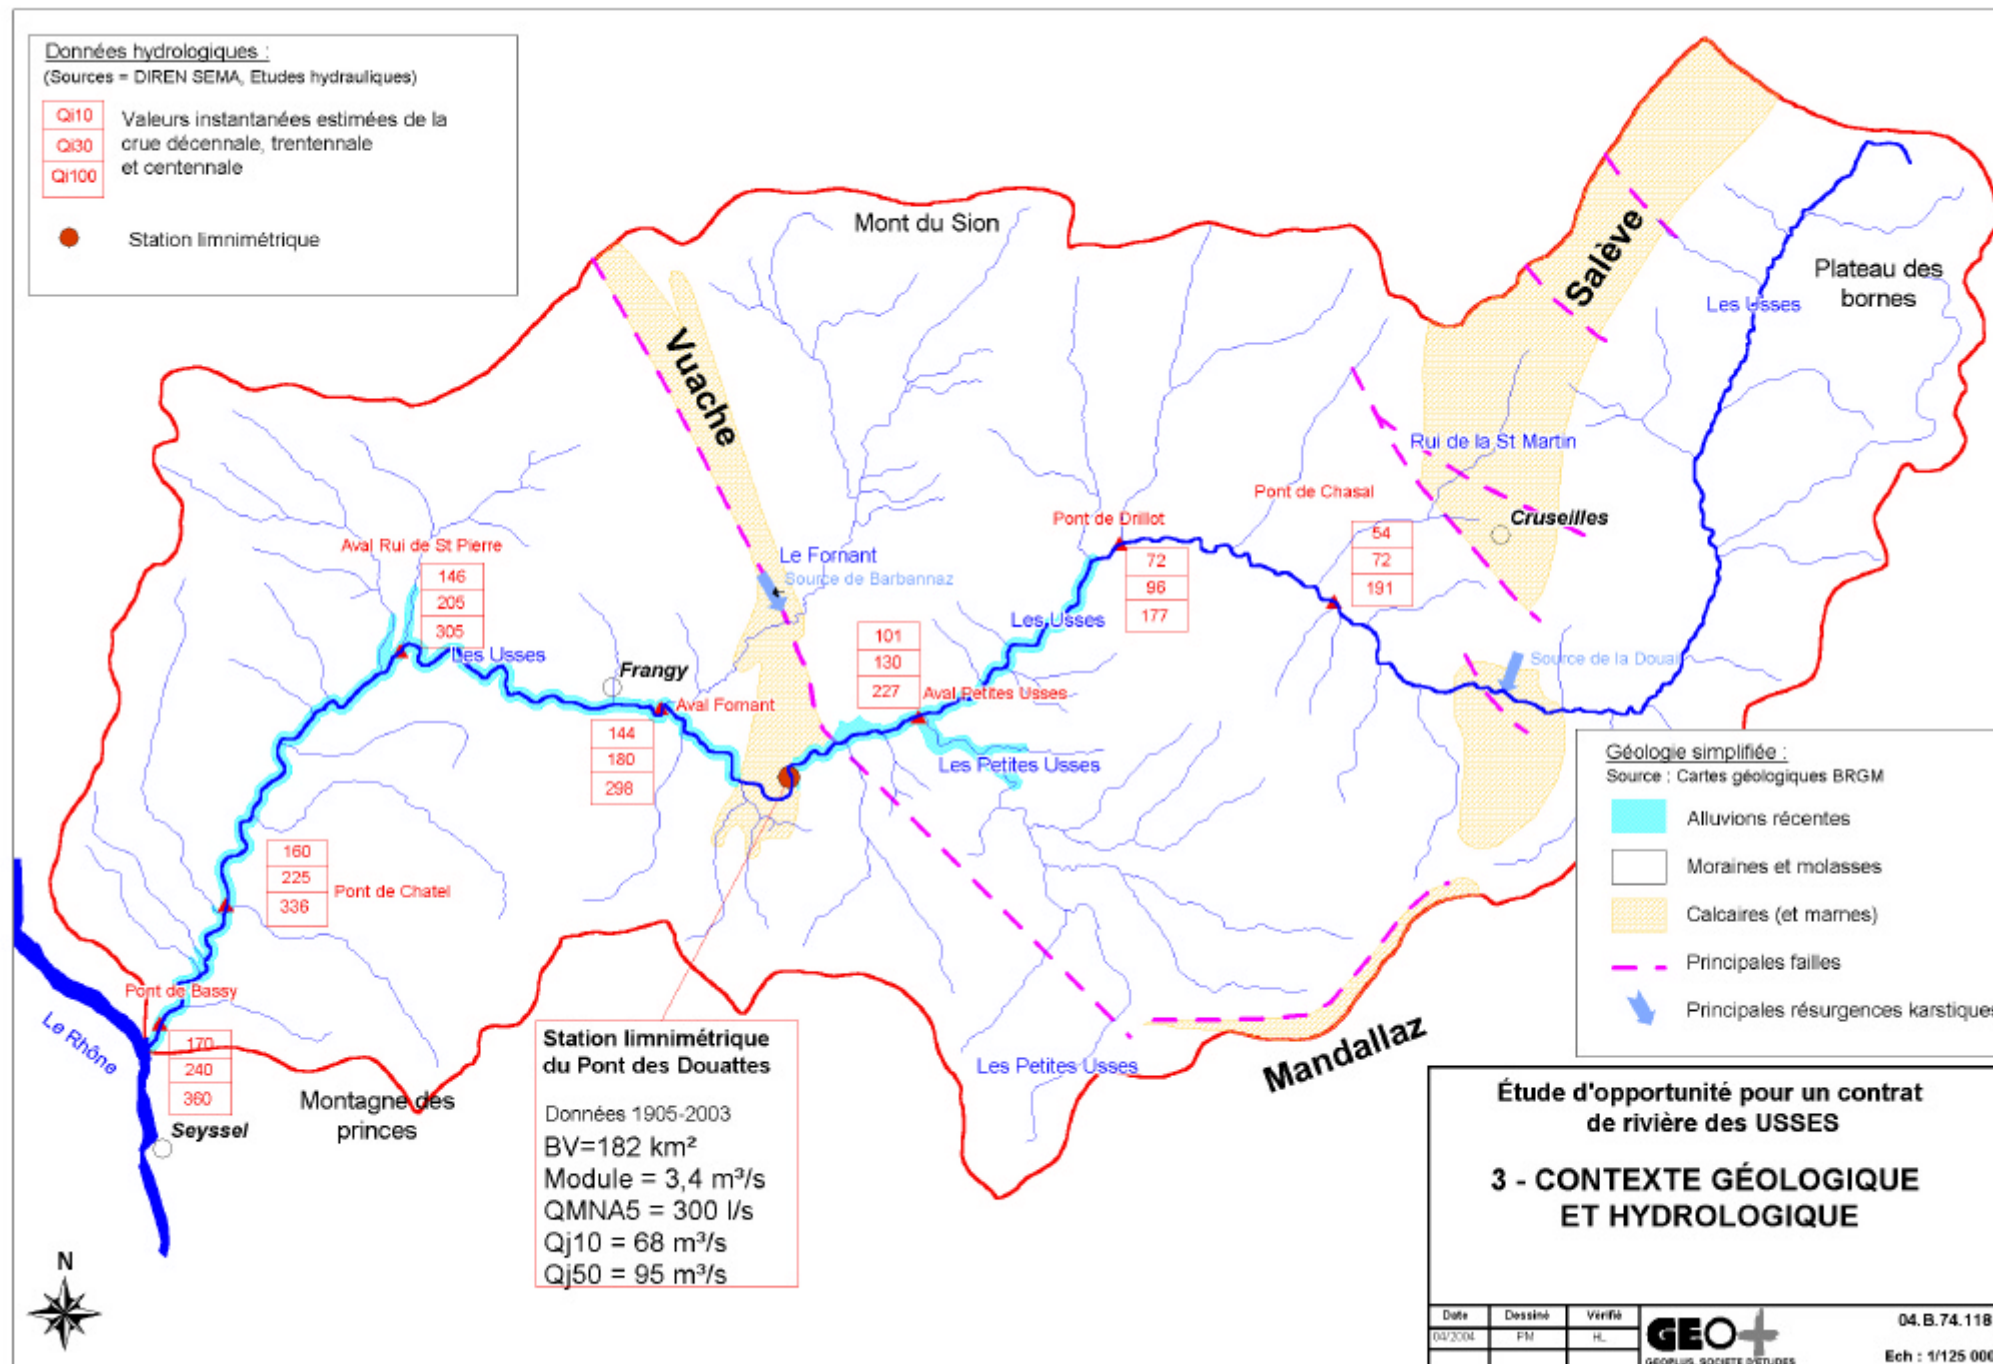 Données hydrologiques :
(Sources = DIREN SEMA, Etudes hydrauliques)
Qi10
Qi30
Qi100
Valeurs instantanées estimées de la
crue décennale, trentennale
et centennale
Station limnimétrique
Mont du Sion
Salève
Plateau des
bornes
Les Usses
Vuache
Rui de la St Martin
Pont de Chasal
Cruseilles
54
72
191
Pont de Drillot
72
96
177
Aval Rui de St Pierre
146
205
305
Le Fornant
Source de Barbannaz
Les Usses
Les Usses
Frangy
101
130
227
Aval Petites Usses
Source de la Douai
Aval Fornant
144
180
298
Les Petites Usses
160
225
336
Pont de Chatel
Pont de Bassy
170
240
360
Le Rhône
Seyssel
Montagne des
princes
Station limnimétrique
du Pont des Douattes
Données 1905-2003
BV=182 km²
Module = 3,4 m³/s
QMNA5 = 300 l/s
Qj10 = 68 m³/s
Qj50 = 95 m³/s
Les Petites Usses
Mandallaz
Géologie simplifiée :
Source : Cartes géologiques BRGM
Alluvions récentes
Moraines et molasses
Calcaires (et marnes)
Principales failles
Principales résurgences karstiques
Étude d'opportunité pour un contrat
de rivière des USSES
3 - CONTEXTE GÉOLOGIQUE
ET HYDROLOGIQUE
N
Date Dessiné Vérifié
04/2004 PM HL
GEO+
GEOPLUS, SOCIETE D'ETUDES
04.B.74.118
Ech : 1/125 000